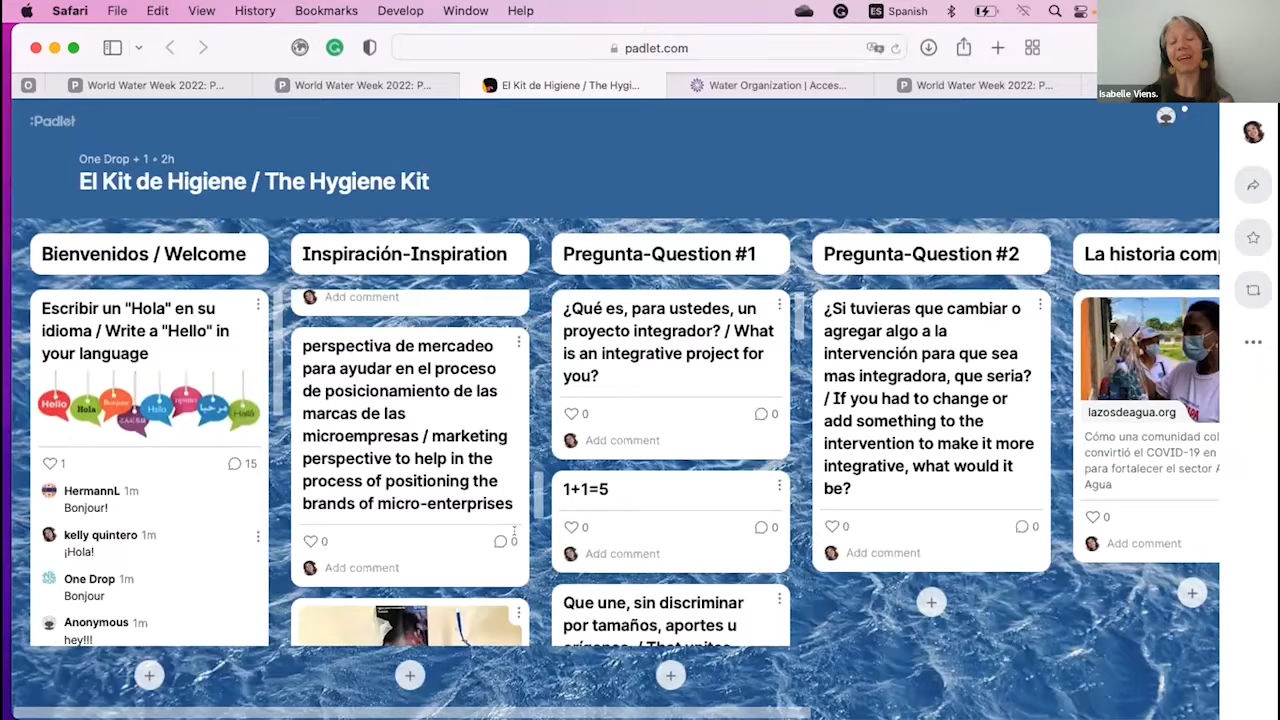 Safari File Edit View History Bookmarks Develop Window Help ES Spanish
padlet.com
O
P World Water Week 2022: P...
P World Water Week 2022: P...
El Kit de Higiene / The Hygi...
Water Organization | Acces...
P World Water Week 2022: P...
Isabelle Viens.
:Padlet
One Drop + 1 • 2h
El Kit de Higiene / The Hygiene Kit
Bienvenidos / Welcome
Escribir un "Hola" en su
idioma / Write a "Hello" in
your language
Hello
Hola
Bonjour
Hallo
مرحبا
1
15
HermannL 1m
Bonjour!
kelly quintero 1m
¡Hola!
One Drop 1m
Bonjour
Anonymous 1m
hey!!!
Inspiración-Inspiration
Add comment
perspectiva de mercadeo
para ayudar en el proceso
de posicionamiento de las
marcas de las
microempresas / marketing
perspective to help in the
process of positioning the
brands of micro-enterprises
0
0
Add comment
Pregunta-Question #1
¿Qué es, para ustedes, un
proyecto integrador? / What
is an integrative project for
you?
0
0
Add comment
1+1=5
0
0
Add comment
Que une, sin discriminar
por tamaños, aportes u
orígenes. / That unites
Pregunta-Question #2
¿Si tuvieras que cambiar o
agregar algo a la
intervención para que sea
mas integradora, que seria?
/ If you had to change or
add something to the
intervention to make it more
integrative, what would it
be?
0
0
Add comment
La historia com
lazosdeagua.org
Cómo una comunidad col
convirtió el COVID-19 en
para fortalecer el sector A
Agua
0
Add comment